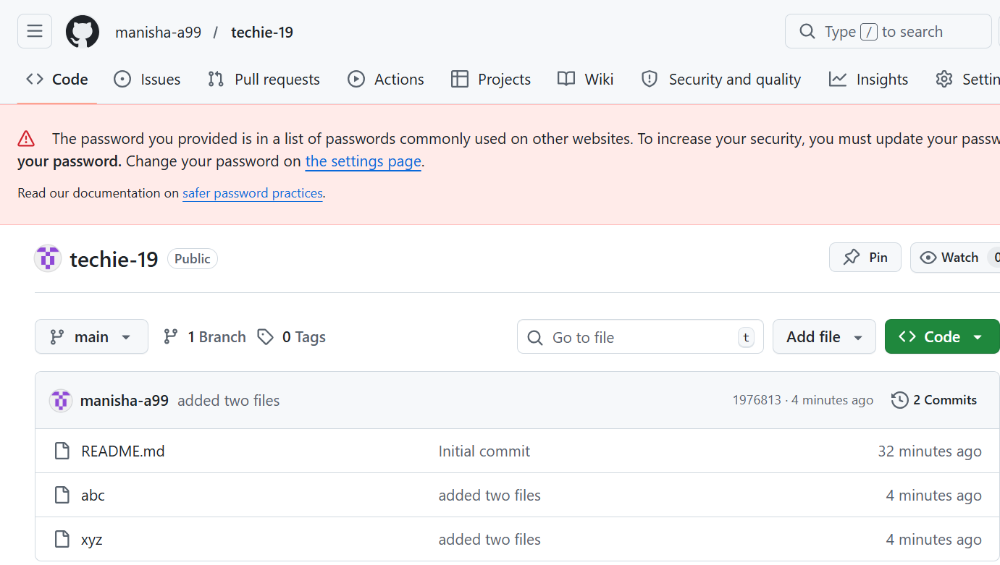 manisha-a99 / techie-19
Type / to search
Code Issues Pull requests Actions Projects Wiki Security and quality Insights Settin
The password you provided is in a list of passwords commonly used on other websites. To increase your security, you must update your passw
your password. Change your password on the settings page.
Read our documentation on safer password practices.
techie-19 Public
Pin Watch 0
main 1 Branch 0 Tags Go to file t Add file Code
manisha-a99 added two files 1976813 · 4 minutes ago 2 Commits
README.md Initial commit 32 minutes ago
abc added two files 4 minutes ago
xyz added two files 4 minutes ago